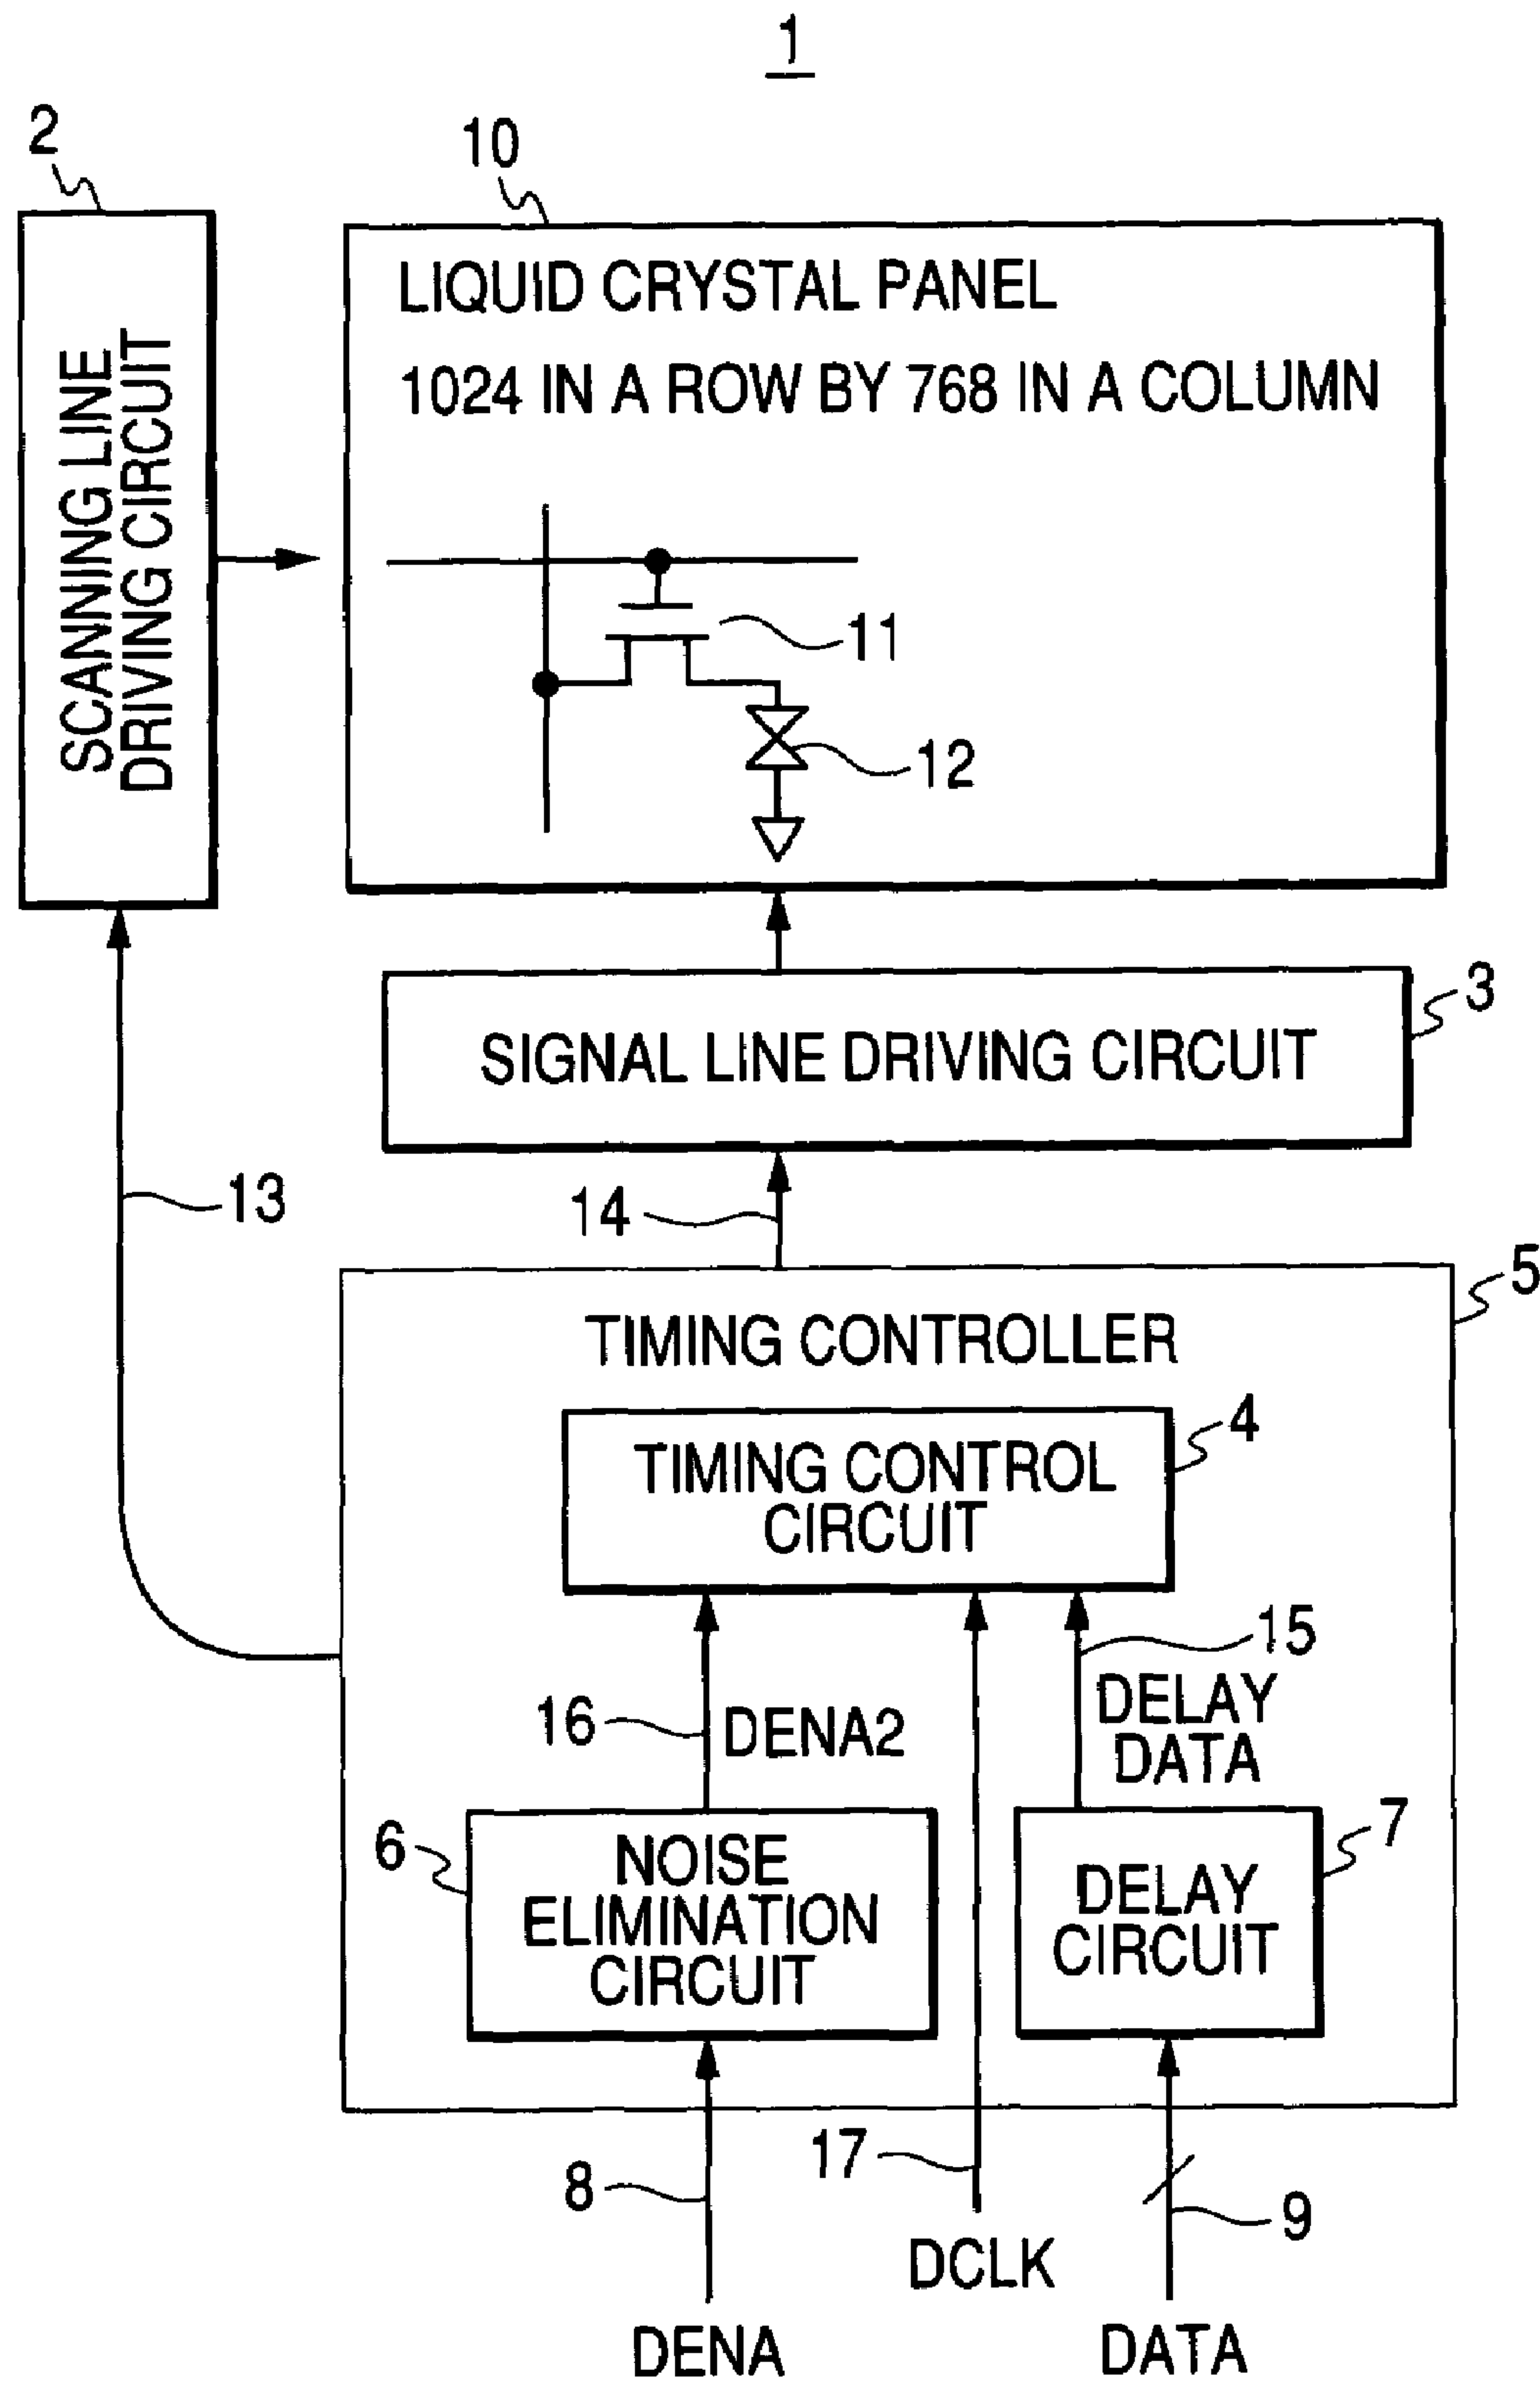 1
2
10
LIQUID CRYSTAL PANEL
1024 IN A ROW BY 768 IN A COLUMN
SCANNING LINE
DRIVING CIRCUIT
11
12
3
SIGNAL LINE DRIVING CIRCUIT
13
14
5
TIMING CONTROLLER
4
TIMING CONTROL
CIRCUIT
15
16
DENA2
DELAY
DATA
6
NOISE
ELIMINATION
CIRCUIT
7
DELAY
CIRCUIT
8
17
9
DENA
DCLK
DATA